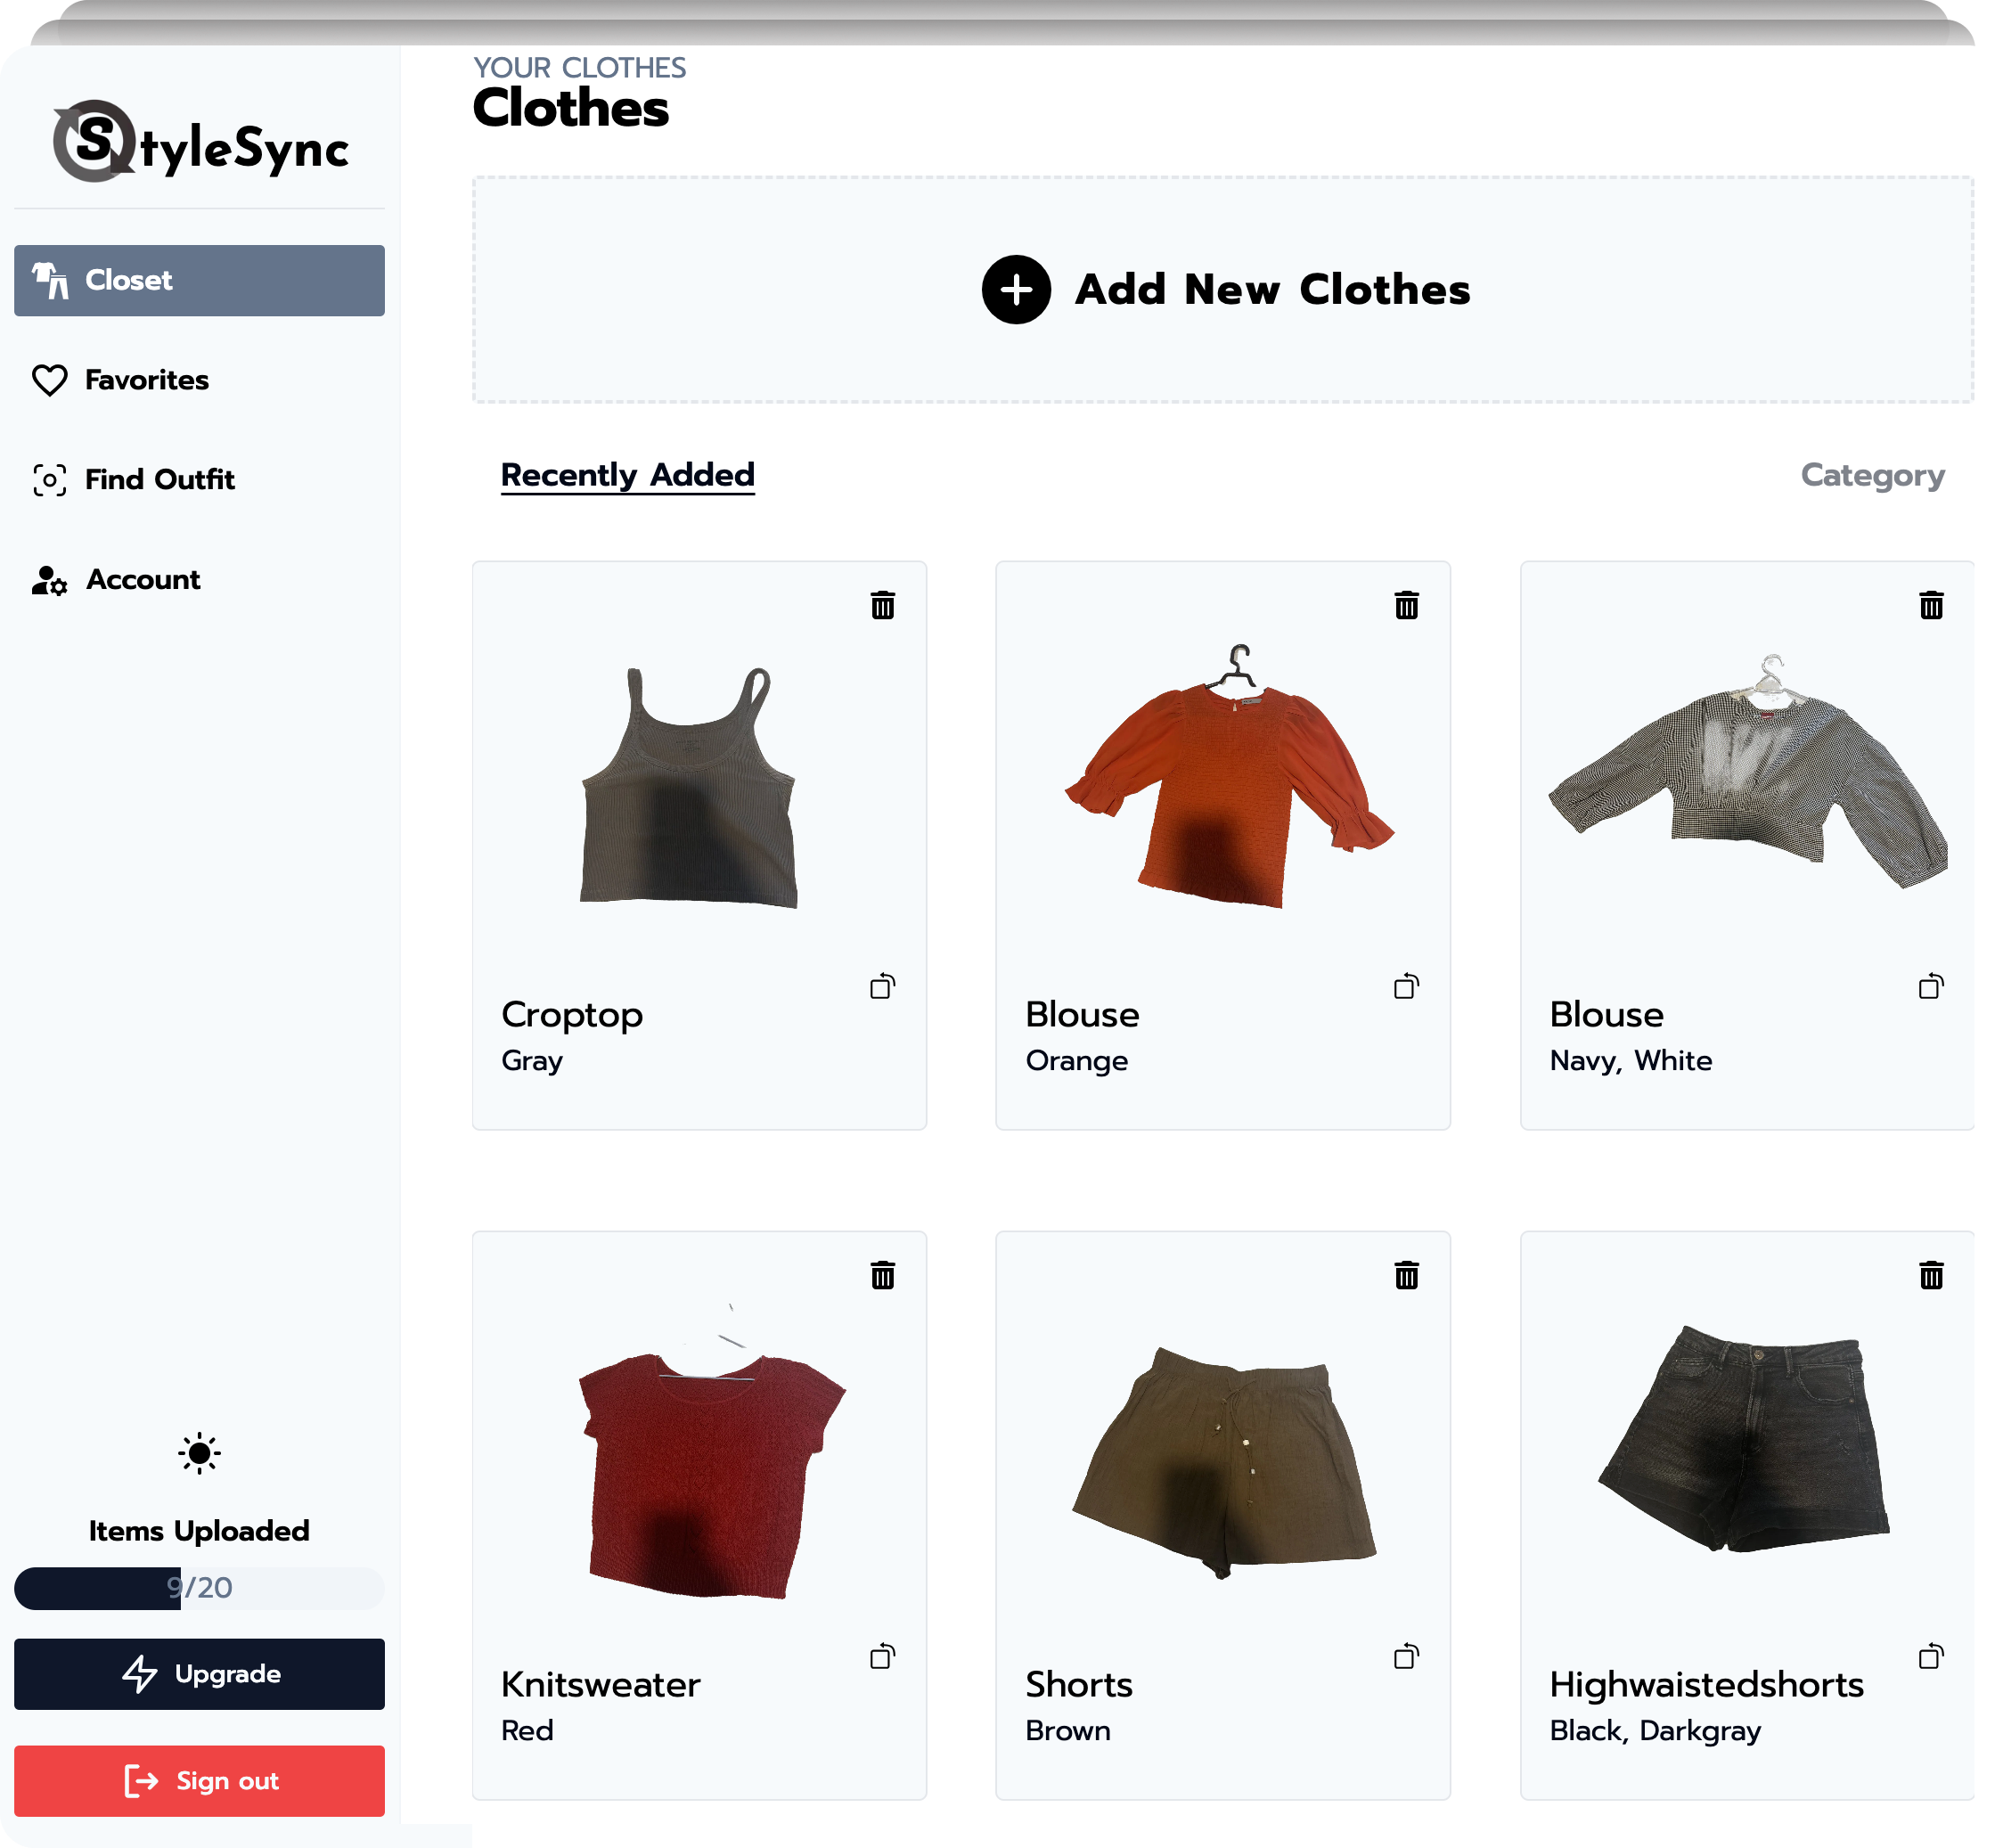 StyleSync
Closet
Favorites
Find Outfit
Account
Items Uploaded
9/20
Upgrade
Sign out
YOUR CLOTHES
Clothes
Add New Clothes
Recently Added
Category
Croptop
Gray
Blouse
Orange
Blouse
Navy, White
Knitsweater
Red
Shorts
Brown
Highwaistedshorts
Black, Darkgray